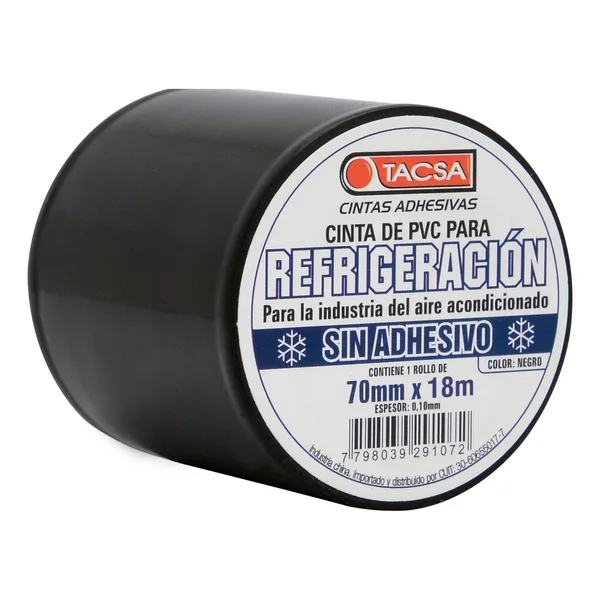 TACSA
CINTAS ADHESIVAS
CINTA DE PVC PARA
REFRIGERACIÓN
Para la industria del aire acondicionado
SIN ADHESIVO
COLOR: NEGRO
CONTIENE 1 ROLLO DE
70mm x 18m
ESPESOR: 0,10mm
7 798039 291072
Industria china. Importado y distribuido por CUIT: 30-60655017-7